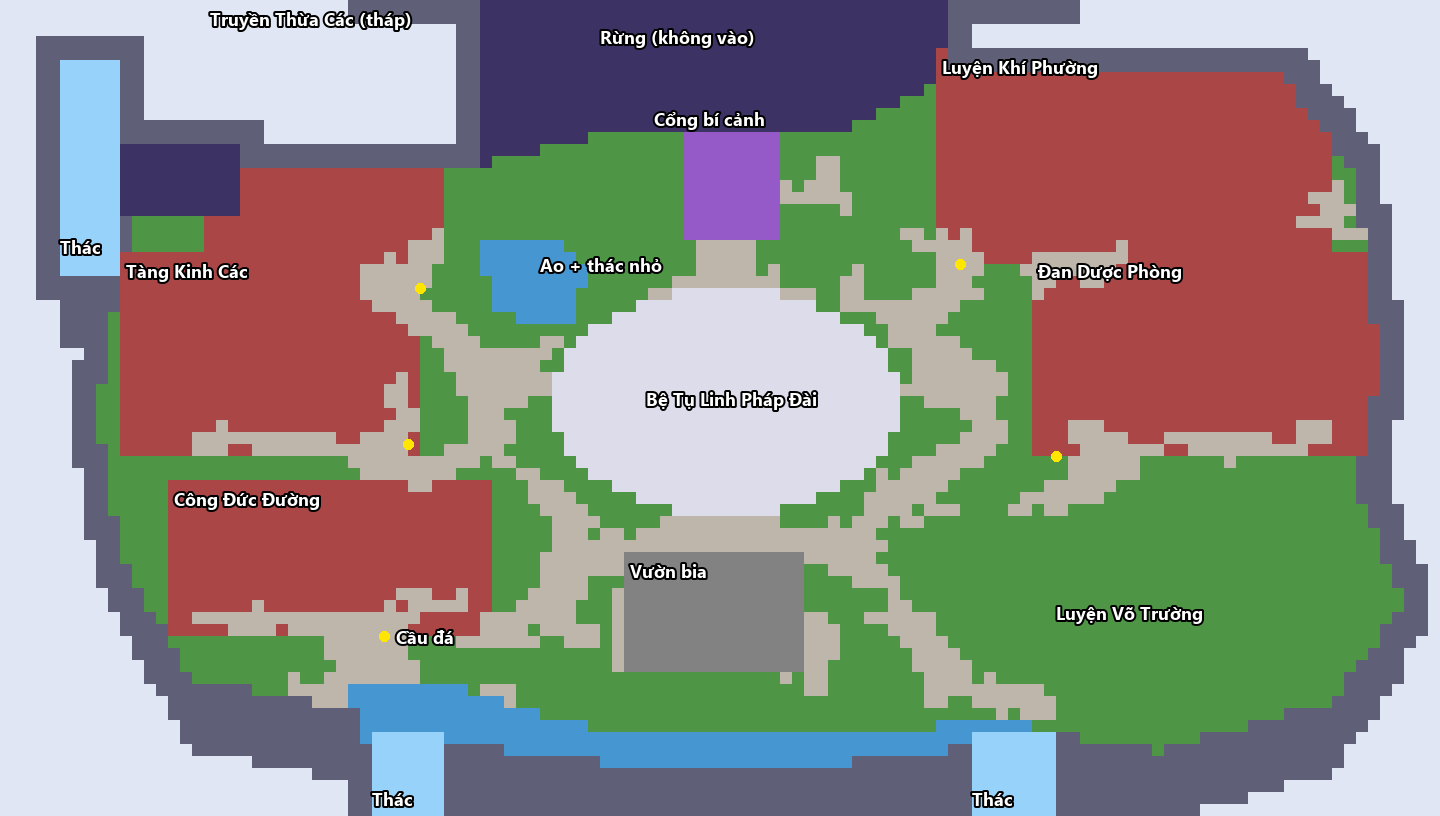 Truyền Thừa Các (tháp)
Rừng (không vào)
Luyện Khí Phường
Cổng bí cảnh
Thác
Tàng Kinh Các
Ao + thác nhỏ
Đan Dược Phòng
Bệ Tụ Linh Pháp Đài
Công Đức Đường
Vườn bia
Luyện Võ Trường
Cầu đá
Thác
Thác